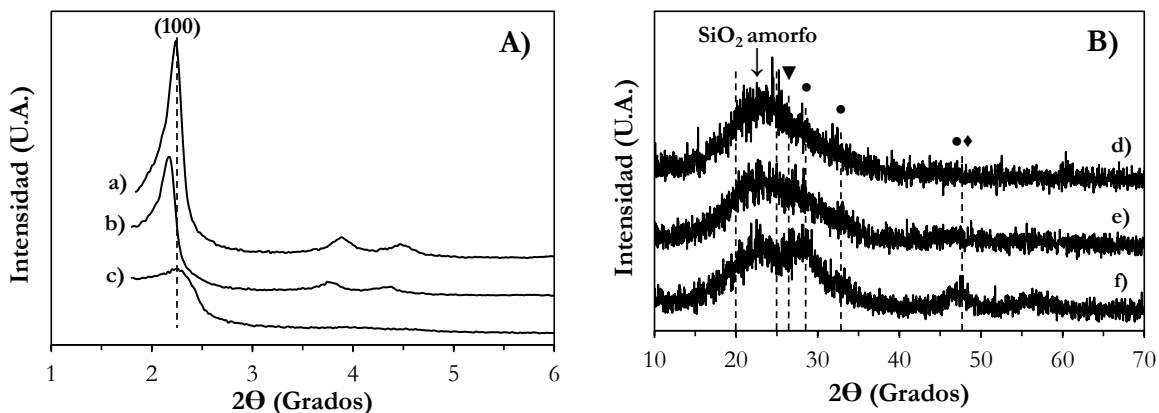 (100)
A)
Intensidad (U.A.)
a)
b)
c)
1 2 3 4 5 6
2Θ (Grados)
SiO₂ amorfo
B)
Intensidad (U.A.)
d)
e)
f)
10 20 30 40 50 60 70
2Θ (Grados)